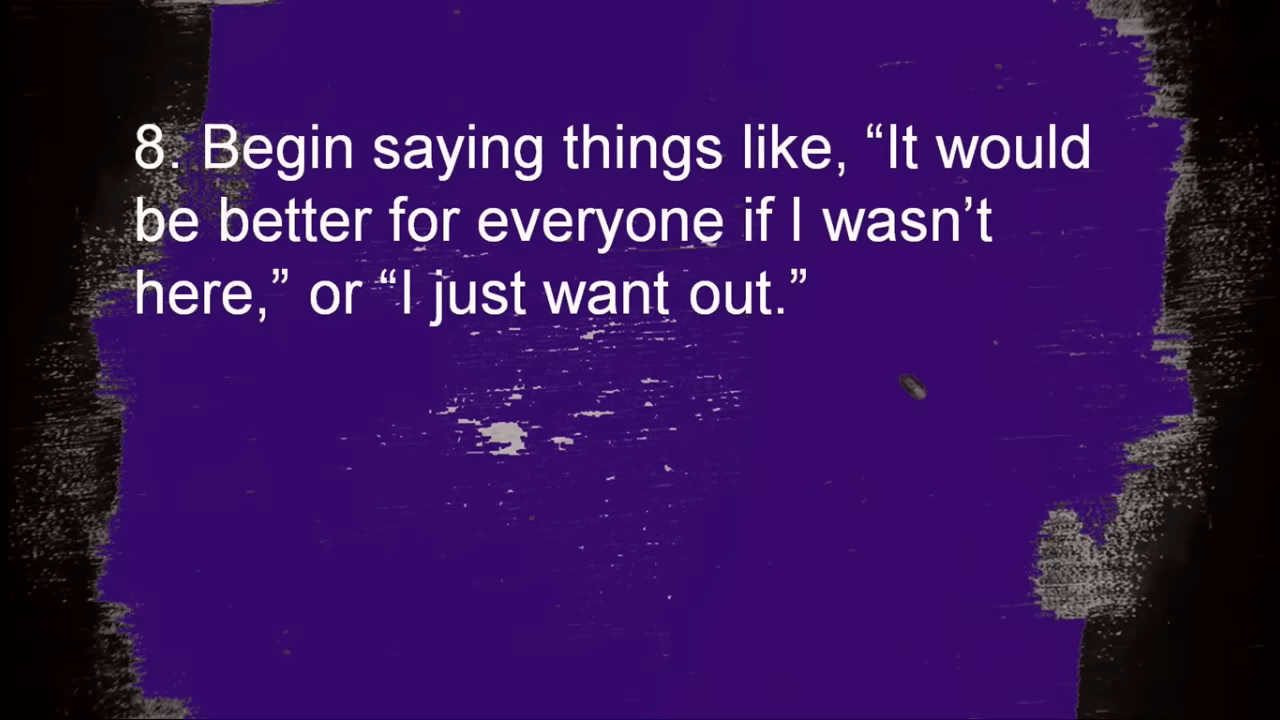 8. Begin saying things like, “It would
be better for everyone if I wasn’t
here,” or “I just want out.”